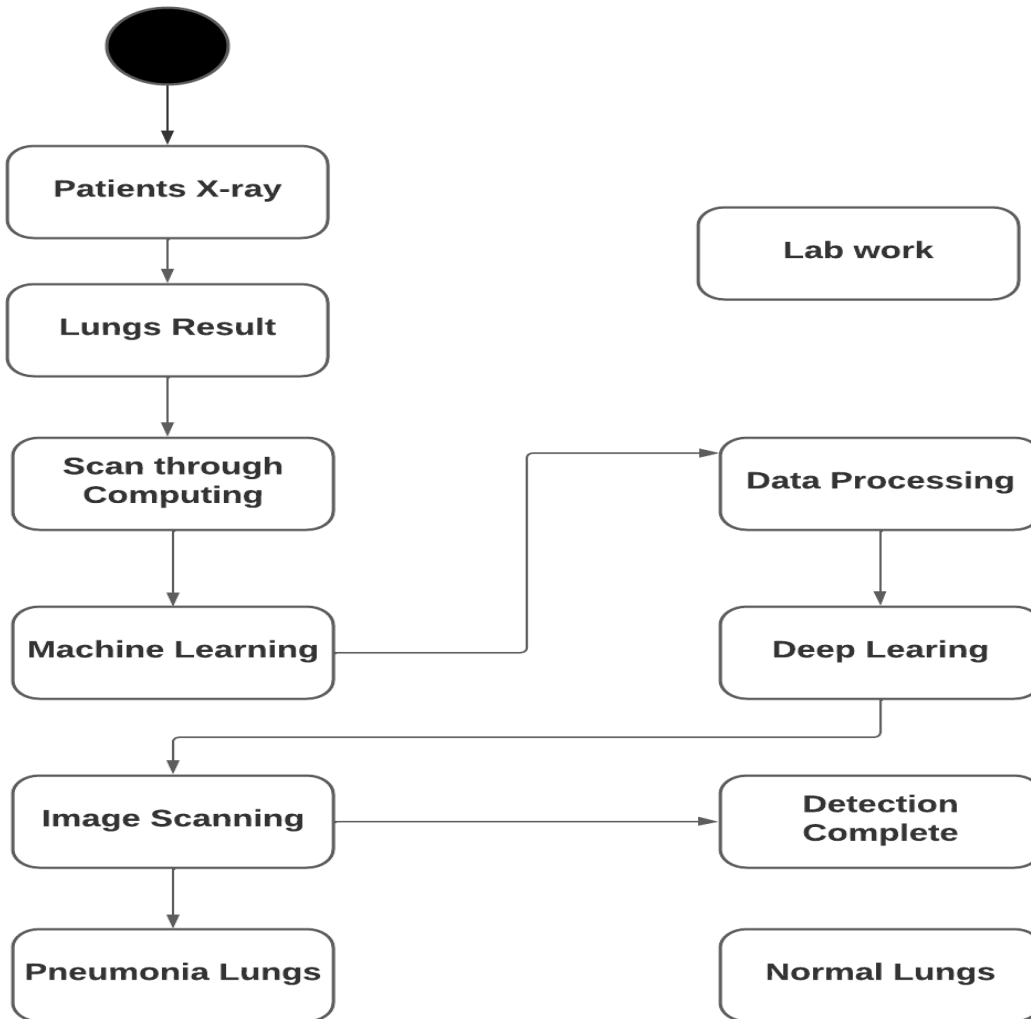 Patients X-ray
Lab work
Lungs Result
Scan through
Computing
Data Processing
Machine Learning
Deep Learing
Image Scanning
Detection
Complete
Pneumonia Lungs
Normal Lungs